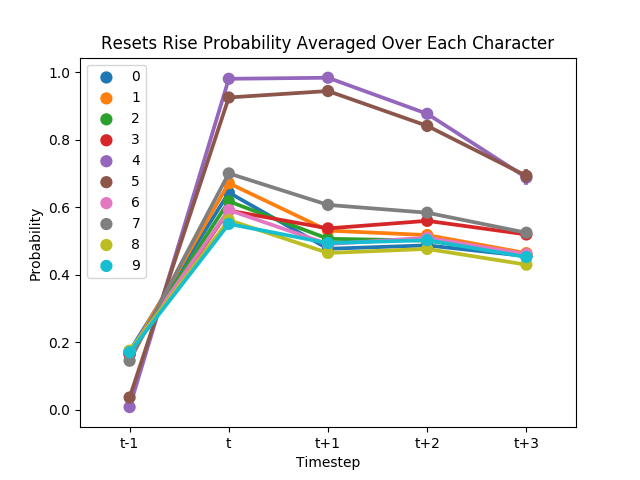 Resets Rise Probability Averaged Over Each Character
1.0
0.8
0.6
0.4
0.2
0.0
Probability
0
1
2
3
4
5
6
7
8
9
t-1
t
t+1
t+2
t+3
Timestep